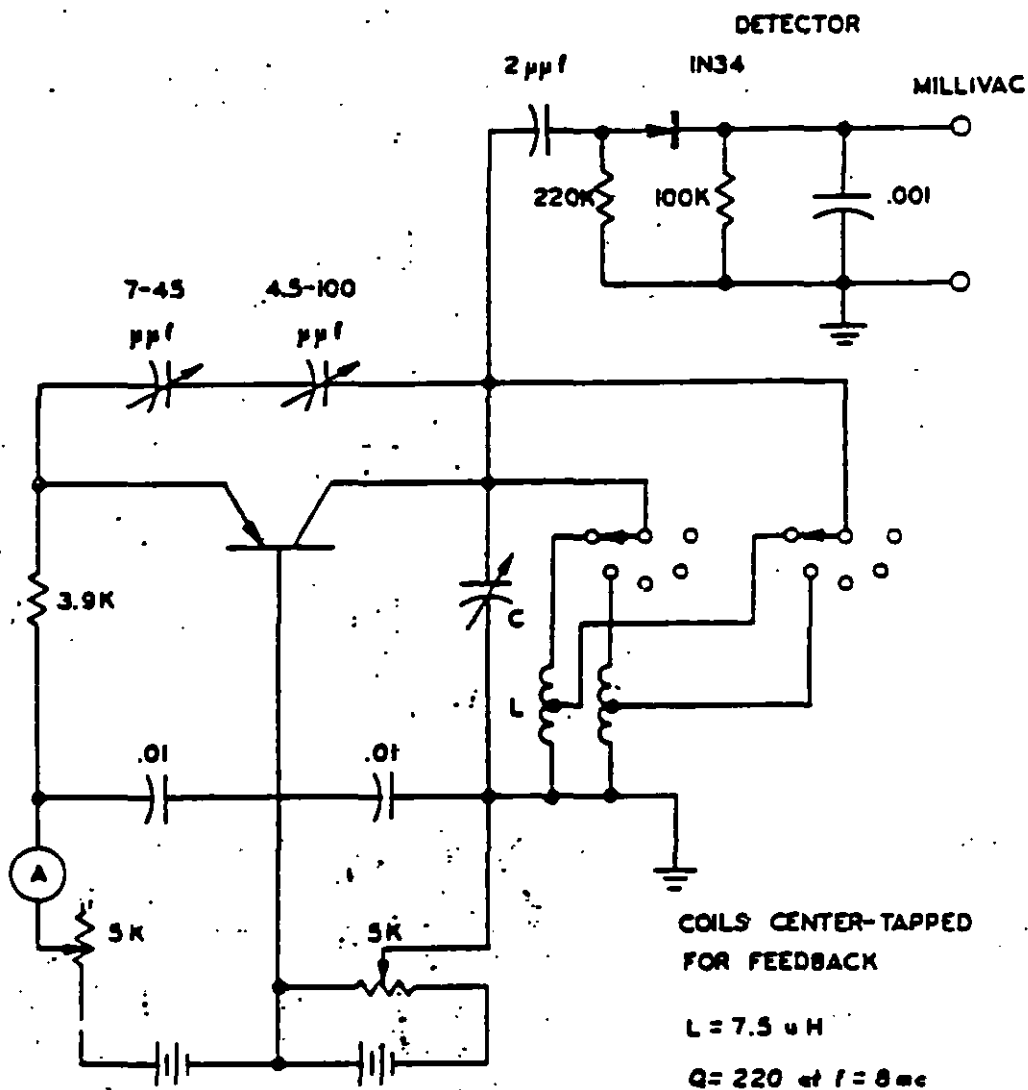 DETECTOR
2 µµf
IN34
MILLIVAC
220K
100K
.001
7-45
µµf
4.5-100
µµf
3.9K
C
L
.01
.01
A
5K
5K
COILS CENTER-TAPPED
FOR FEEDBACK
L = 7.5 u H
Q= 220 at f = 8 mc